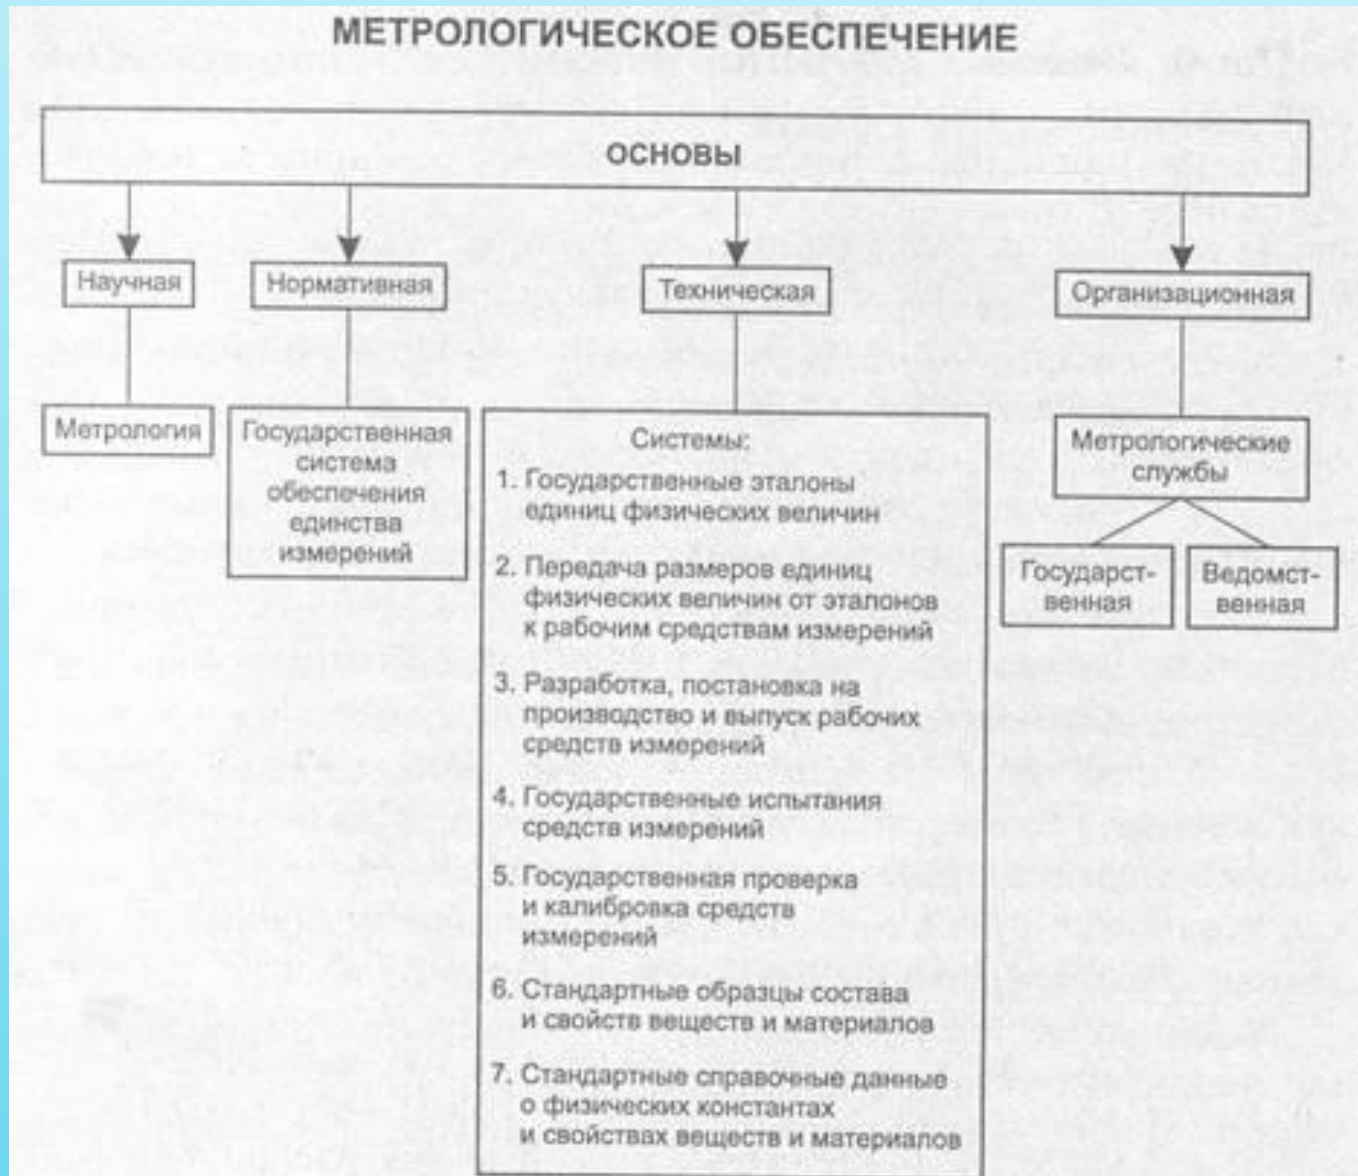 МЕТРОЛОГИЧЕСКОЕ ОБЕСПЕЧЕНИЕ
ОСНОВЫ
Научная
Нормативная
Техническая
Организационная
Метрология
Государственная
система
обеспечения
единства
измерений
Системы:
1. Государственные эталоны
единиц физических величин
2. Передача размеров единиц
физических величин от эталонов
к рабочим средствам измерений
3. Разработка, постановка на
производство и выпуск рабочих
средств измерений
4. Государственные испытания
средств измерений
5. Государственная проверка
и калибровка средств
измерений
6. Стандартные образцы состава
и свойств веществ и материалов
7. Стандартные справочные данные
о физических константах
и свойствах веществ и материалов
Метрологические
службы
Государст-
венная
Ведомст-
венная